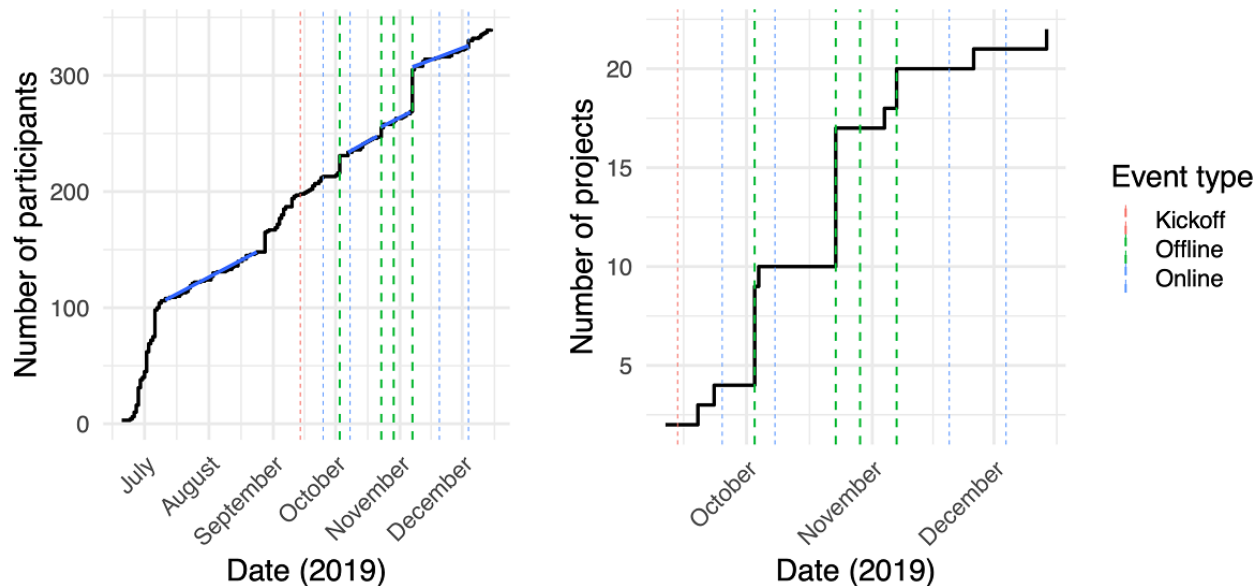 Number of participants
300
200
100
0
July
August
September
October
November
December
Date (2019)
Number of projects
20
15
10
5
October
November
December
Date (2019)
Event type
Kickoff
Offline
Online